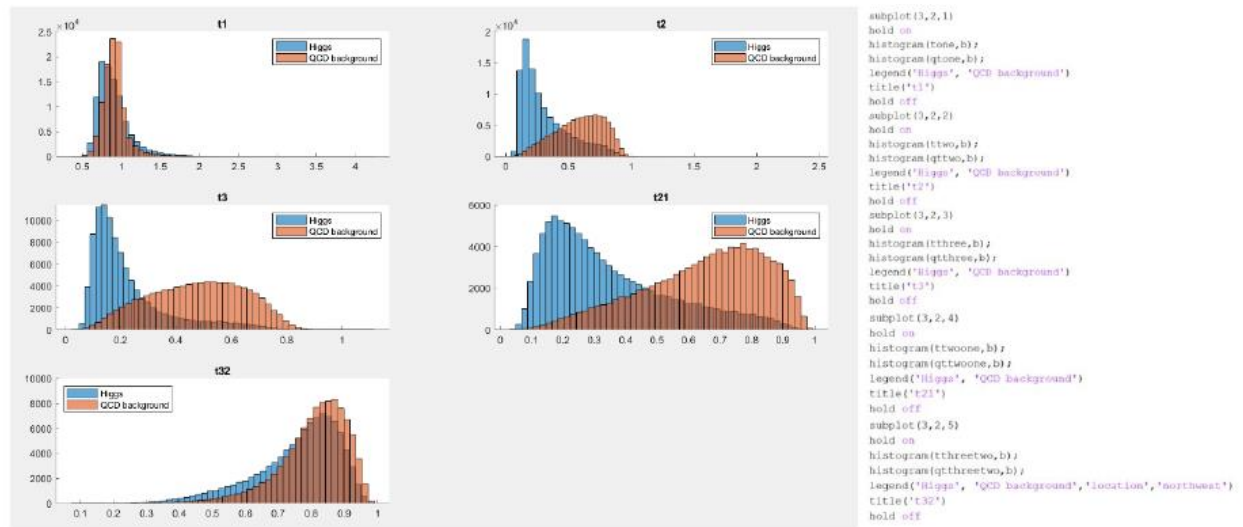 t1
×10⁴
2.5
2
1.5
1
0.5
0
0.5 1 1.5 2 2.5 3 3.5 4
Higgs
QCD background
t2
×10⁴
2
1.5
1
0.5
0
0 0.5 1 1.5 2 2.5
Higgs
QCD background
t3
10000
8000
6000
4000
2000
0
0 0.2 0.4 0.6 0.8 1
Higgs
QCD background
t21
6000
4000
2000
0
0 0.1 0.2 0.3 0.4 0.5 0.6 0.7 0.8 0.9 1
Higgs
QCD background
t32
10000
8000
6000
4000
2000
0
0.1 0.2 0.3 0.4 0.5 0.6 0.7 0.8 0.9 1
Higgs
QCD background
subplot(3,2,1)
hold on
histogram(tone,b);
histogram(qtone,b);
legend('Higgs', 'QCD background')
title('t1')
hold off
subplot(3,2,2)
hold on
histogram(ttwo,b);
histogram(qttwo,b);
legend('Higgs', 'QCD background')
title('t2')
hold off
subplot(3,2,3)
hold on
histogram(tthree,b);
histogram(qtthree,b);
legend('Higgs', 'QCD background')
title('t3')
hold off
subplot(3,2,4)
hold on
histogram(ttwoone,b);
histogram(qttwoone,b);
legend('Higgs', 'QCD background')
title('t21')
hold off
subplot(3,2,5)
hold on
histogram(tthreetwo,b);
histogram(qtthreetwo,b);
legend('Higgs', 'QCD background','location','northwest')
title('t32')
hold off